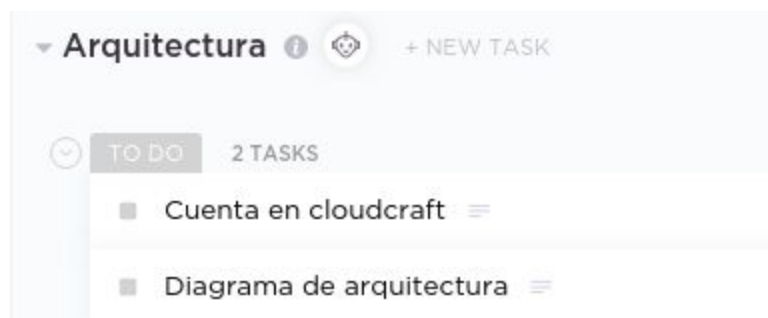 Arquitectura + NEW TASK
TO DO 2 TASKS
Cuenta en cloudcraft
Diagrama de arquitectura